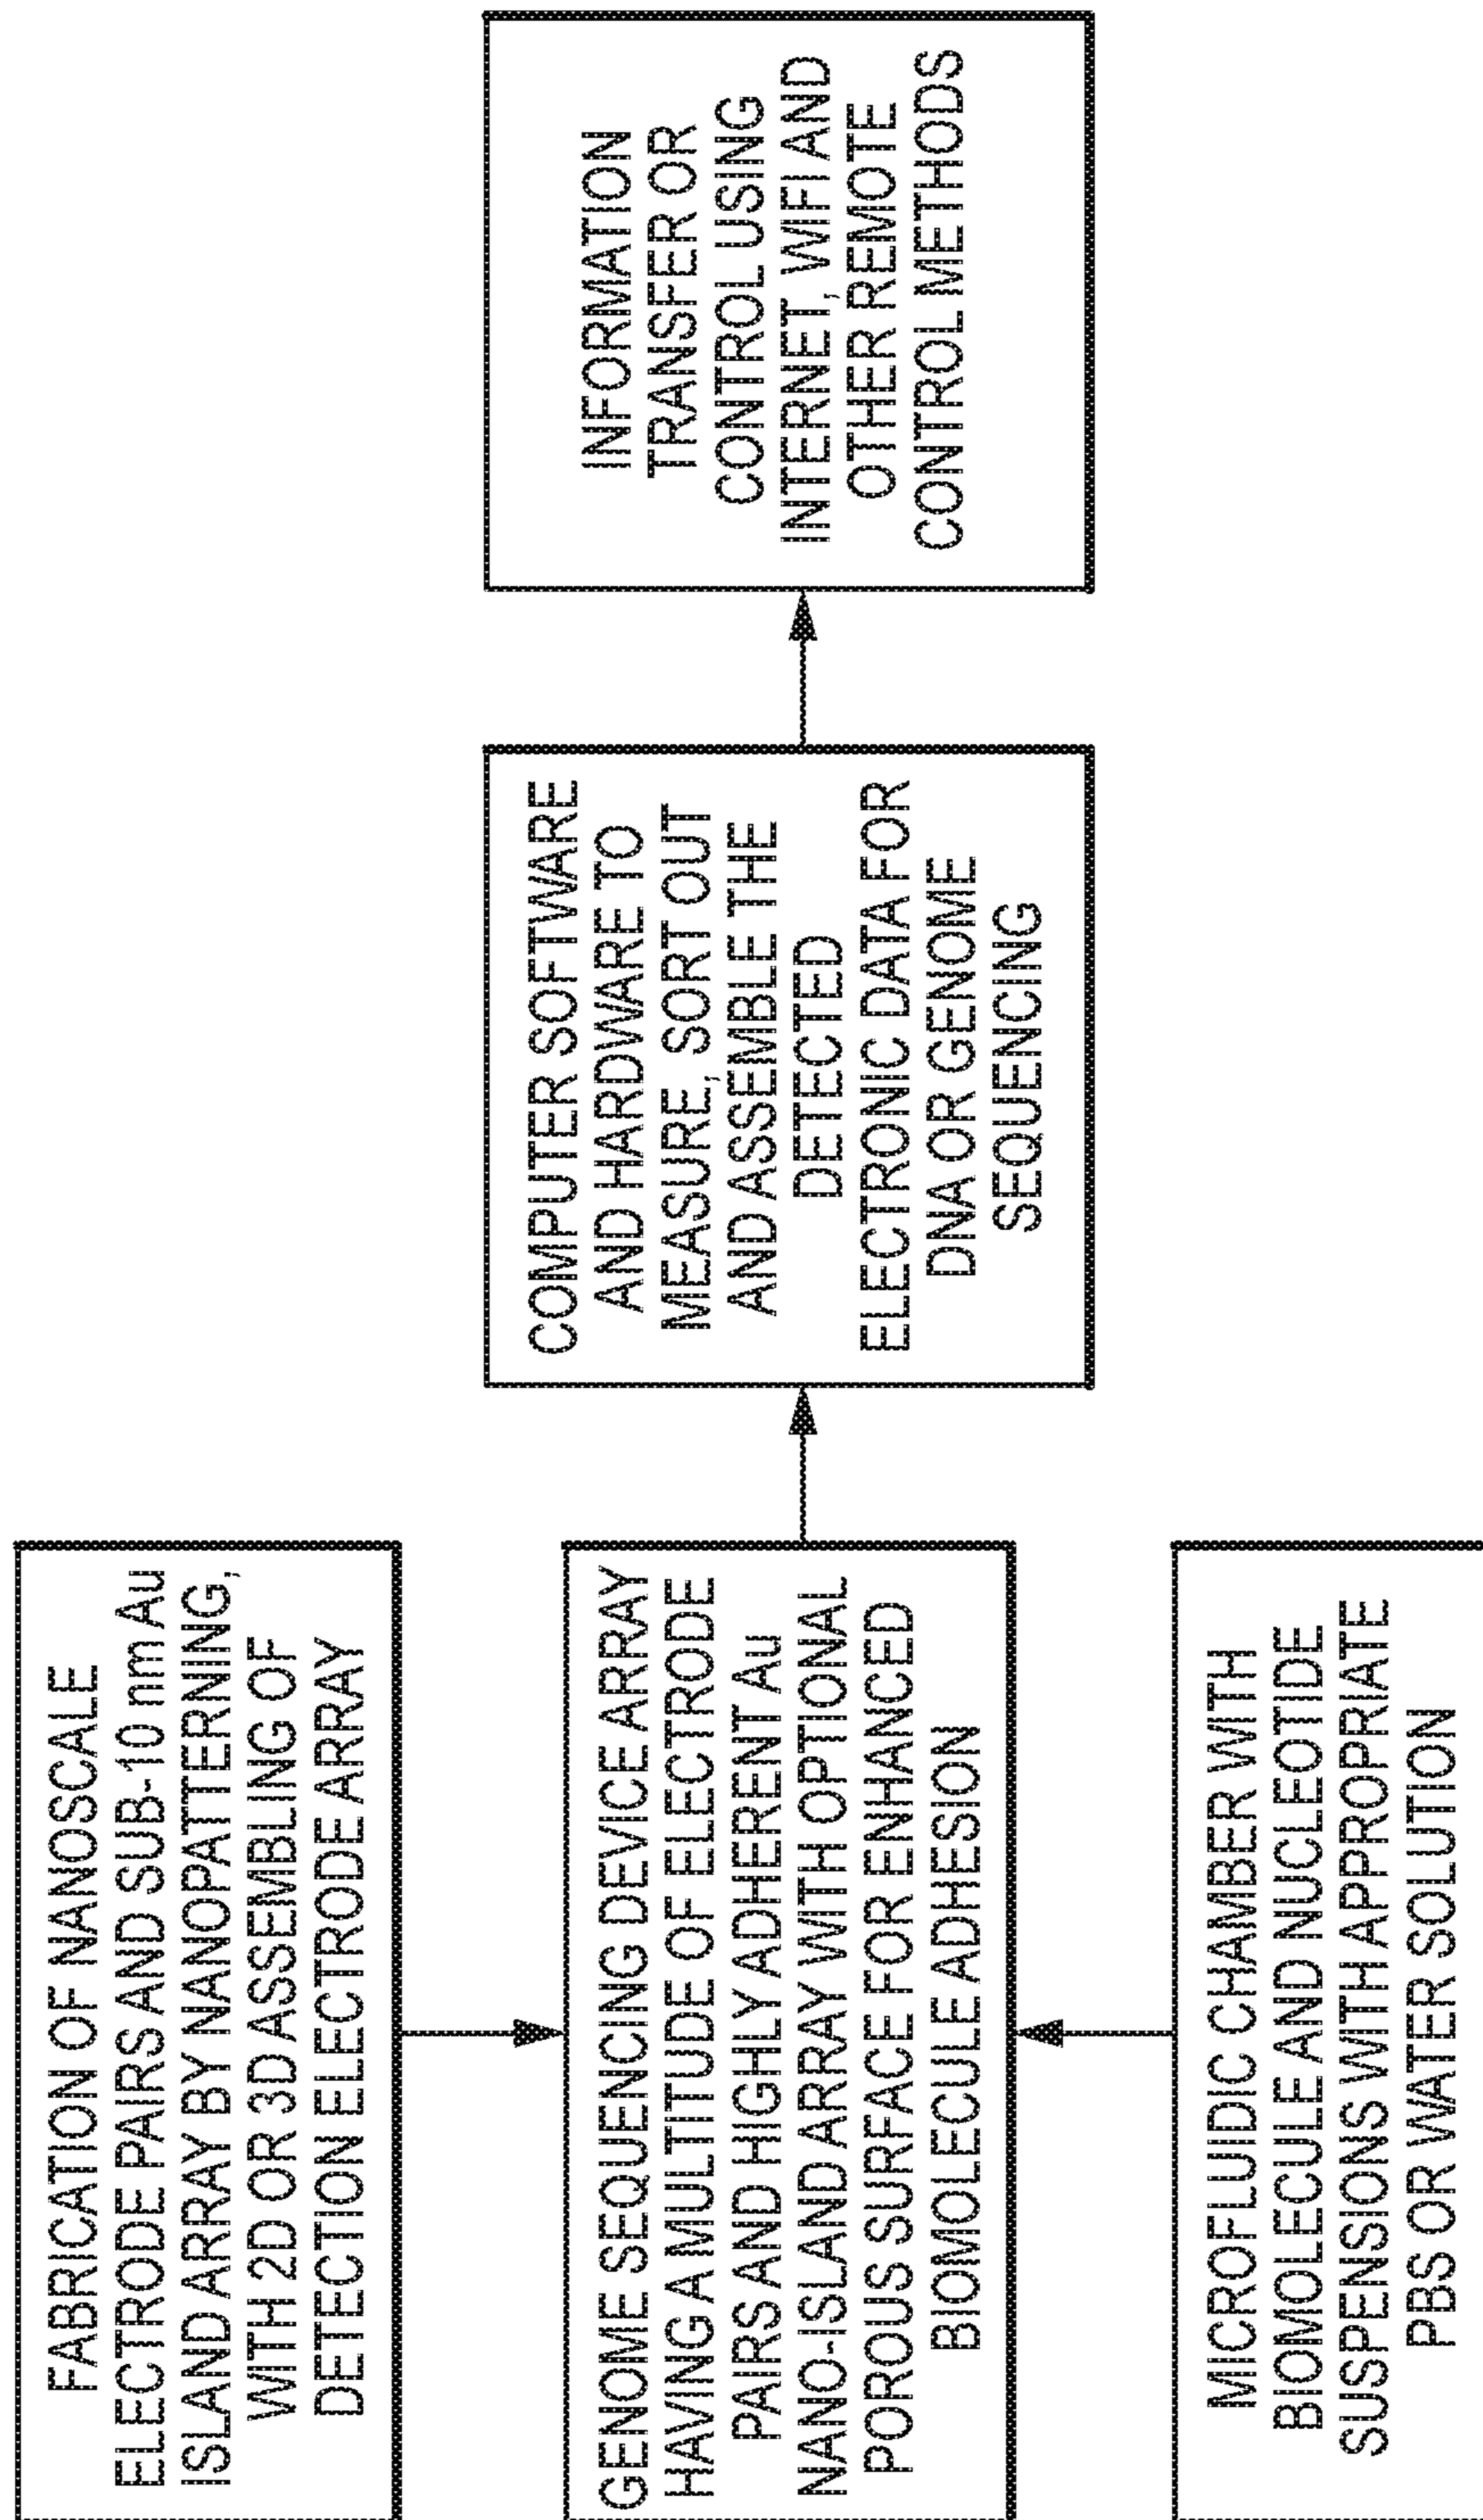 FABRICATION OF NANOSCALE
ELECTRODE PAIRS AND SUB-10 nm Au
ISLAND ARRAY BY NANOPATTERNING,
WITH 2D OR 3D ASSEMBLING OF
DETECTION ELECTRODE ARRAY
GENOME SEQUENCING DEVICE ARRAY
HAVING A MULTITUDE OF ELECTRODE
PAIRS AND HIGHLY ADHERENT Au
NANO-ISLAND ARRAY WITH OPTIONAL
POROUS SURFACE FOR ENHANCED
BIOMOLECULE ADHESION
MICROFLUIDIC CHAMBER WITH
BIOMOLECULE AND NUCLEOTIDE
SUSPENSIONS WITH APPROPRIATE
PBS OR WATER SOLUTION
COMPUTER SOFTWARE
AND HARDWARE TO
MEASURE, SORT OUT
AND ASSEMBLE THE
DETECTED
ELECTRONIC DATA FOR
DNA OR GENOME
SEQUENCING
INFORMATION
TRANSFER OR
CONTROL USING
INTERNET, WIFI AND
OTHER REMOTE
CONTROL METHODS